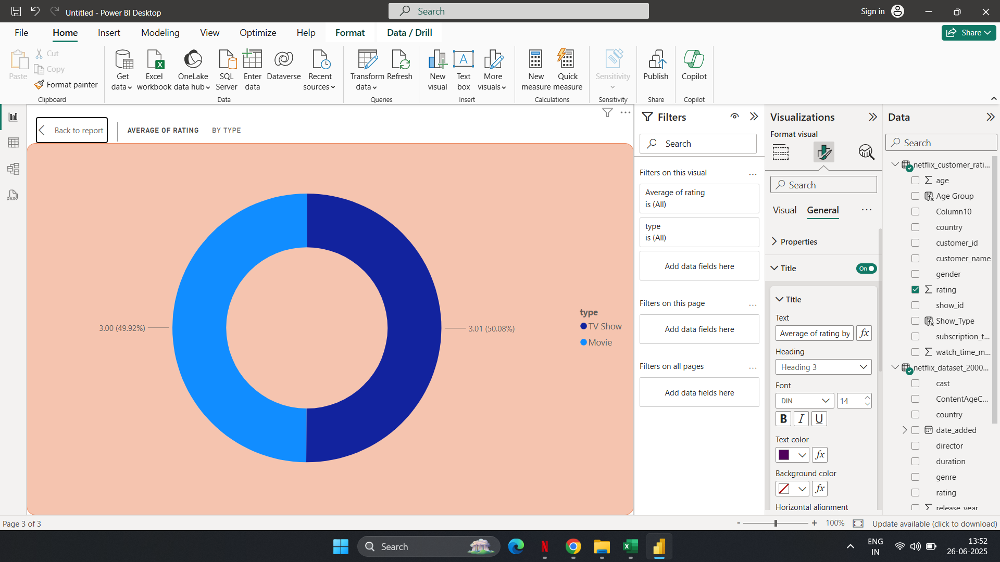 Untitled - Power BI Desktop
Search
Sign in
File
Home
Insert
Modeling
View
Optimize
Help
Format
Data / Drill
Share
Paste
Cut
Copy
Format painter
Clipboard
Get data
Excel workbook
OneLake data hub
SQL Server
Enter data
Dataverse
Recent sources
Data
Transform data
Refresh
Queries
New visual
Text box
A
More visuals
Insert
New measure
Quick measure
Calculations
Sensitivity
Sensitivity
Publish
Share
Copilot
Copilot
DAX
Back to report
AVERAGE OF RATING
BY TYPE
3.00 (49.92%)
3.01 (50.08%)
type
TV Show
Movie
Filters
Search
Filters on this visual
...
Average of rating
is (All)
type
is (All)
Add data fields here
Filters on this page
...
Add data fields here
Filters on all pages
...
Add data fields here
Visualizations
Format visual
Search
Visual
General
...
Properties
Title
On
Title
Text
Average of rating by
fx
Heading
Heading 3
Font
DIN
14
B
I
U
Text color
fx
Background color
fx
Horizontal alignment
Data
Search
netflix_customer_rati...
age
Age Group
Column10
country
customer_id
customer_name
gender
rating
show_id
Show_Type
subscription_t...
watch_time_m...
netflix_dataset_2000...
cast
ContentAgeC...
country
date_added
director
duration
genre
rating
release_year
Page 3 of 3
- + 100%
Update available (click to download)
Search
ENG
IN
13:52
26-06-2025